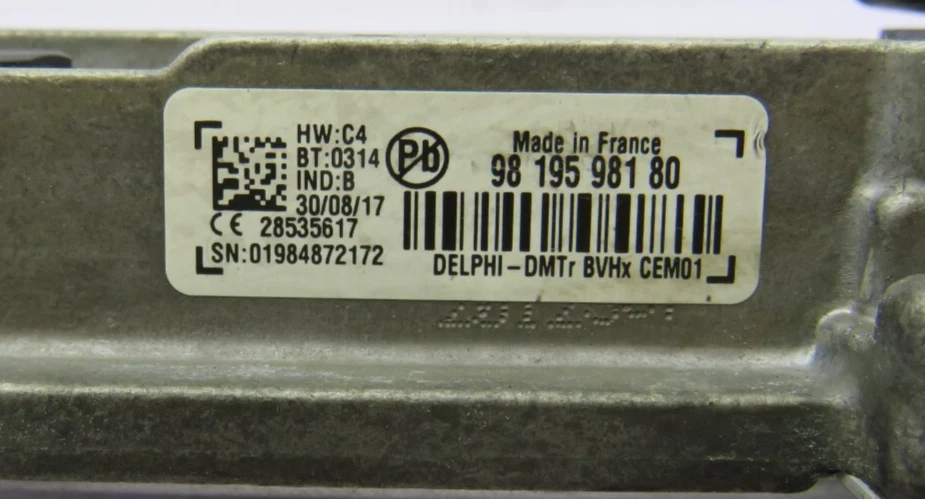 HW:C4
BT:0314
IND:B
30/08/17
CE 28535617
SN:01984872172
Pb
Made in France
98 195 981 80
DELPHI-DMTr BVHx CEM01